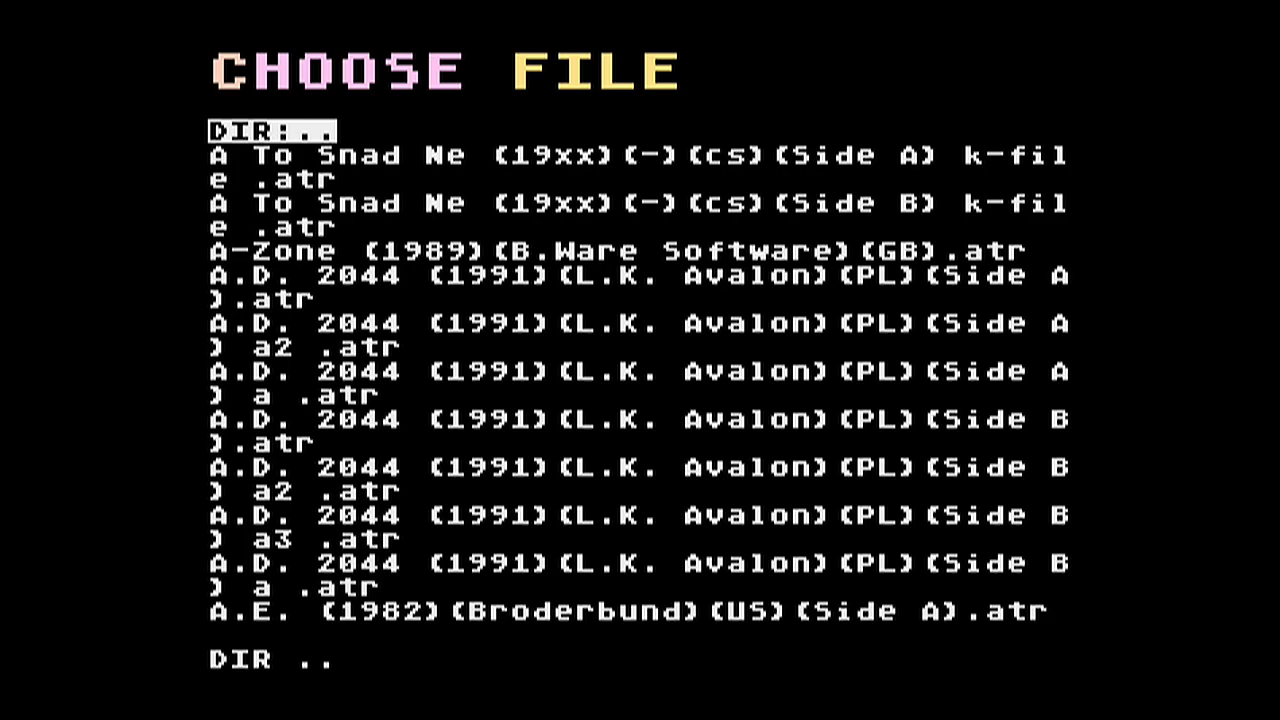 CHOOSE FILE
DIR:..
A To Snad Ne (19xx)(-)(cs)(Side A) k-fil
e .atr
A To Snad Ne (19xx)(-)(cs)(Side B) k-fil
e .atr
A-Zone (1989)(B.Ware Software)(GB).atr
A.D. 2044 (1991)(L.K. Avalon)(PL)(Side A
).atr
A.D. 2044 (1991)(L.K. Avalon)(PL)(Side A
) a2 .atr
A.D. 2044 (1991)(L.K. Avalon)(PL)(Side A
) a .atr
A.D. 2044 (1991)(L.K. Avalon)(PL)(Side B
).atr
A.D. 2044 (1991)(L.K. Avalon)(PL)(Side B
) a2 .atr
A.D. 2044 (1991)(L.K. Avalon)(PL)(Side B
) a3 .atr
A.D. 2044 (1991)(L.K. Avalon)(PL)(Side B
) a .atr
A.E. (1982)(Broderbund)(US)(Side A).atr
DIR ..